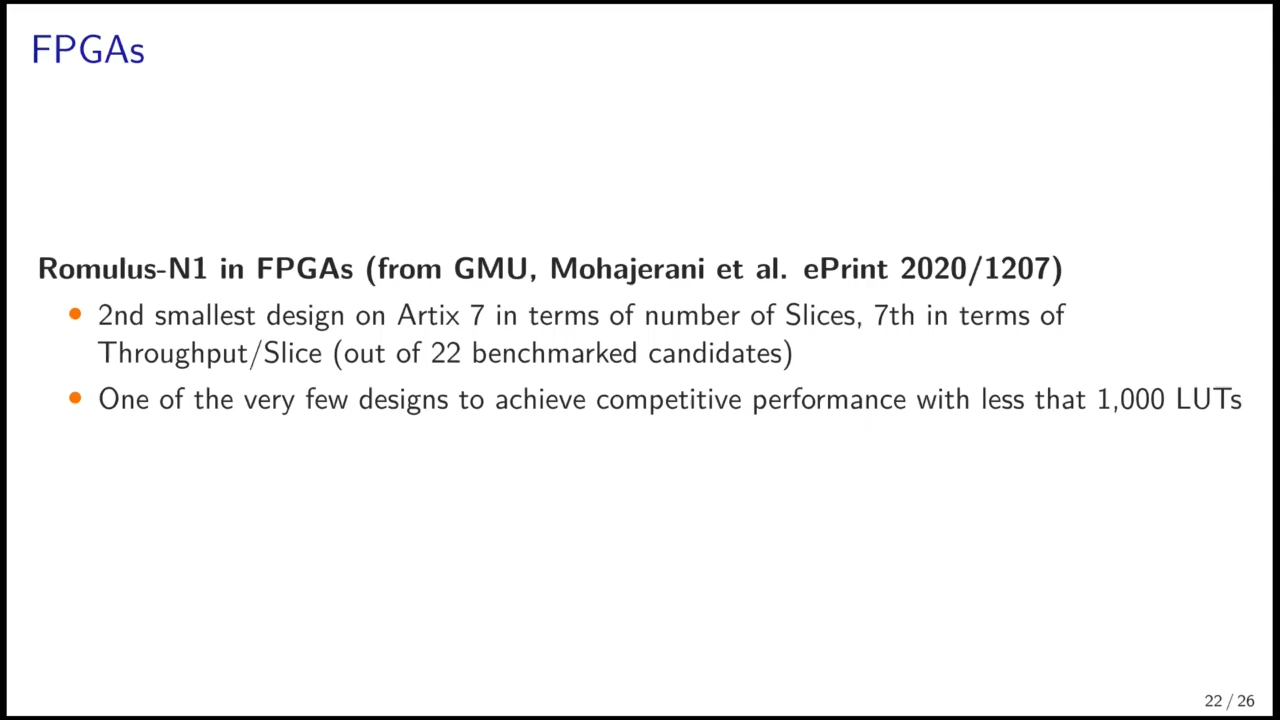 FPGAs
Romulus-N1 in FPGAs (from GMU, Mohajerani et al. ePrint 2020/1207)
• 2nd smallest design on Artix 7 in terms of number of Slices, 7th in terms of
Throughput/Slice (out of 22 benchmarked candidates)
• One of the very few designs to achieve competitive performance with less that 1,000 LUTs
22 / 26